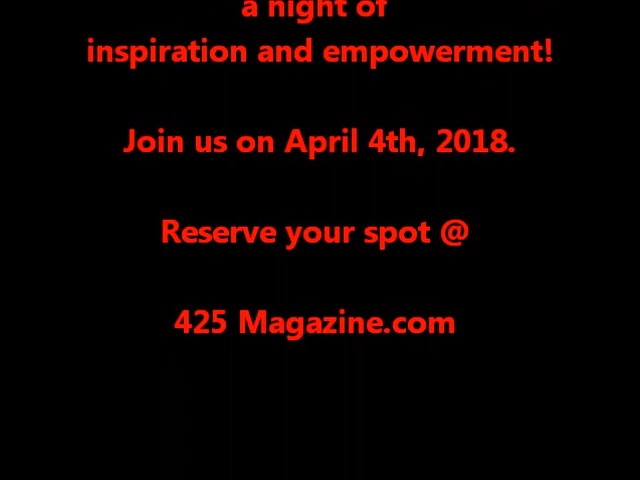 a night of
inspiration and empowerment!
Join us on April 4th, 2018.
Reserve your spot @
425 Magazine.com